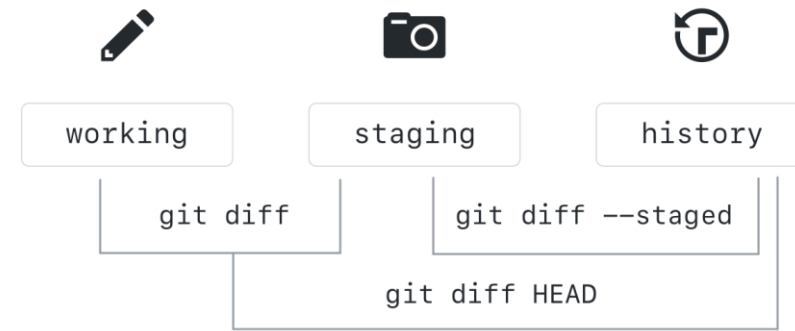 working staging history
git diff git diff --staged
git diff HEAD